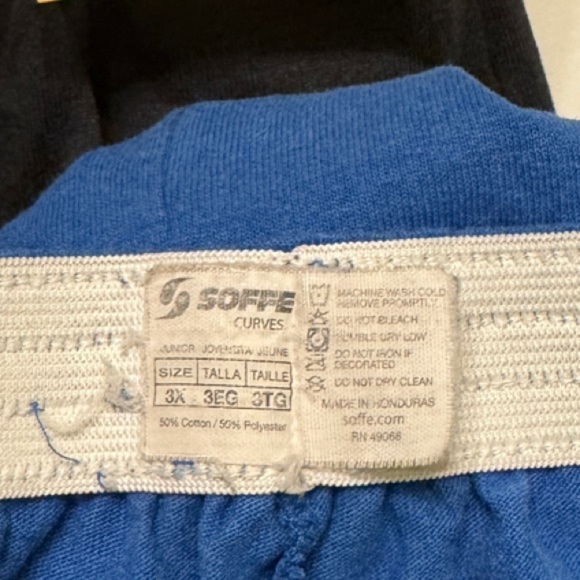 SOFFE
CURVES
JUNIOR JOVENCITA JEUNE
SIZE TALLA TAILLE
3X 3EG 3TG
50% Cotton / 50% Polyester
MACHINE WASH COLD
REMOVE PROMPTLY
DO NOT BLEACH
TUMBLE DRY LOW
DO NOT IRON IF
DECORATED
DO NOT DRY CLEAN
MADE IN HONDURAS
soffe.com
RN 49066